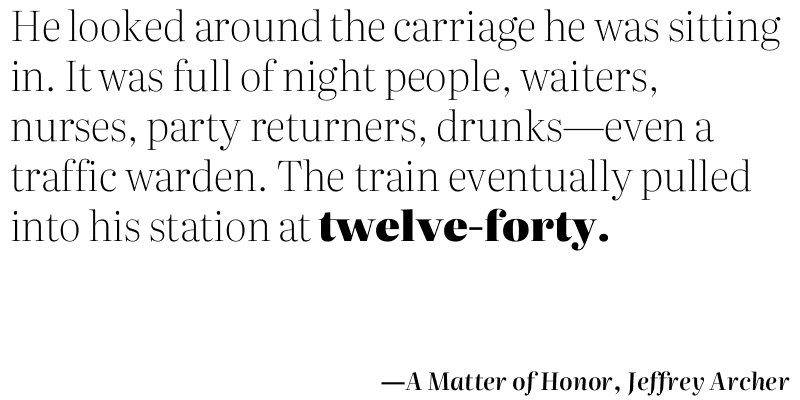 He looked around the carriage he was sitting
in. It was full of night people, waiters,
nurses, party returners, drunks—even a
traffic warden. The train eventually pulled
into his station at twelve-forty.
—A Matter of Honor, Jeffrey Archer